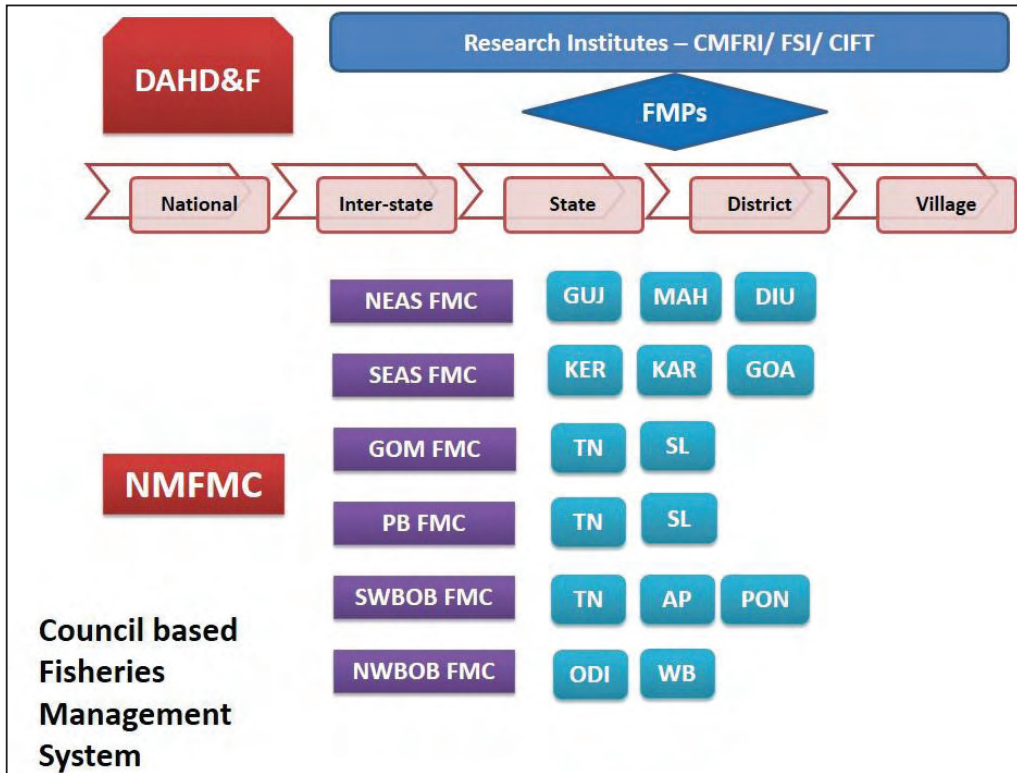 DAHD&F
Research Institutes – CMFRI/ FSI/ CIFT
FMPs
National
Inter-state
State
District
Village
NEAS FMC
GUJ
MAH
DIU
SEAS FMC
KER
KAR
GOA
GOM FMC
TN
SL
NMFMC
PB FMC
TN
SL
SWBOB FMC
TN
AP
PON
NWBOB FMC
ODI
WB
Council based
Fisheries
Management
System